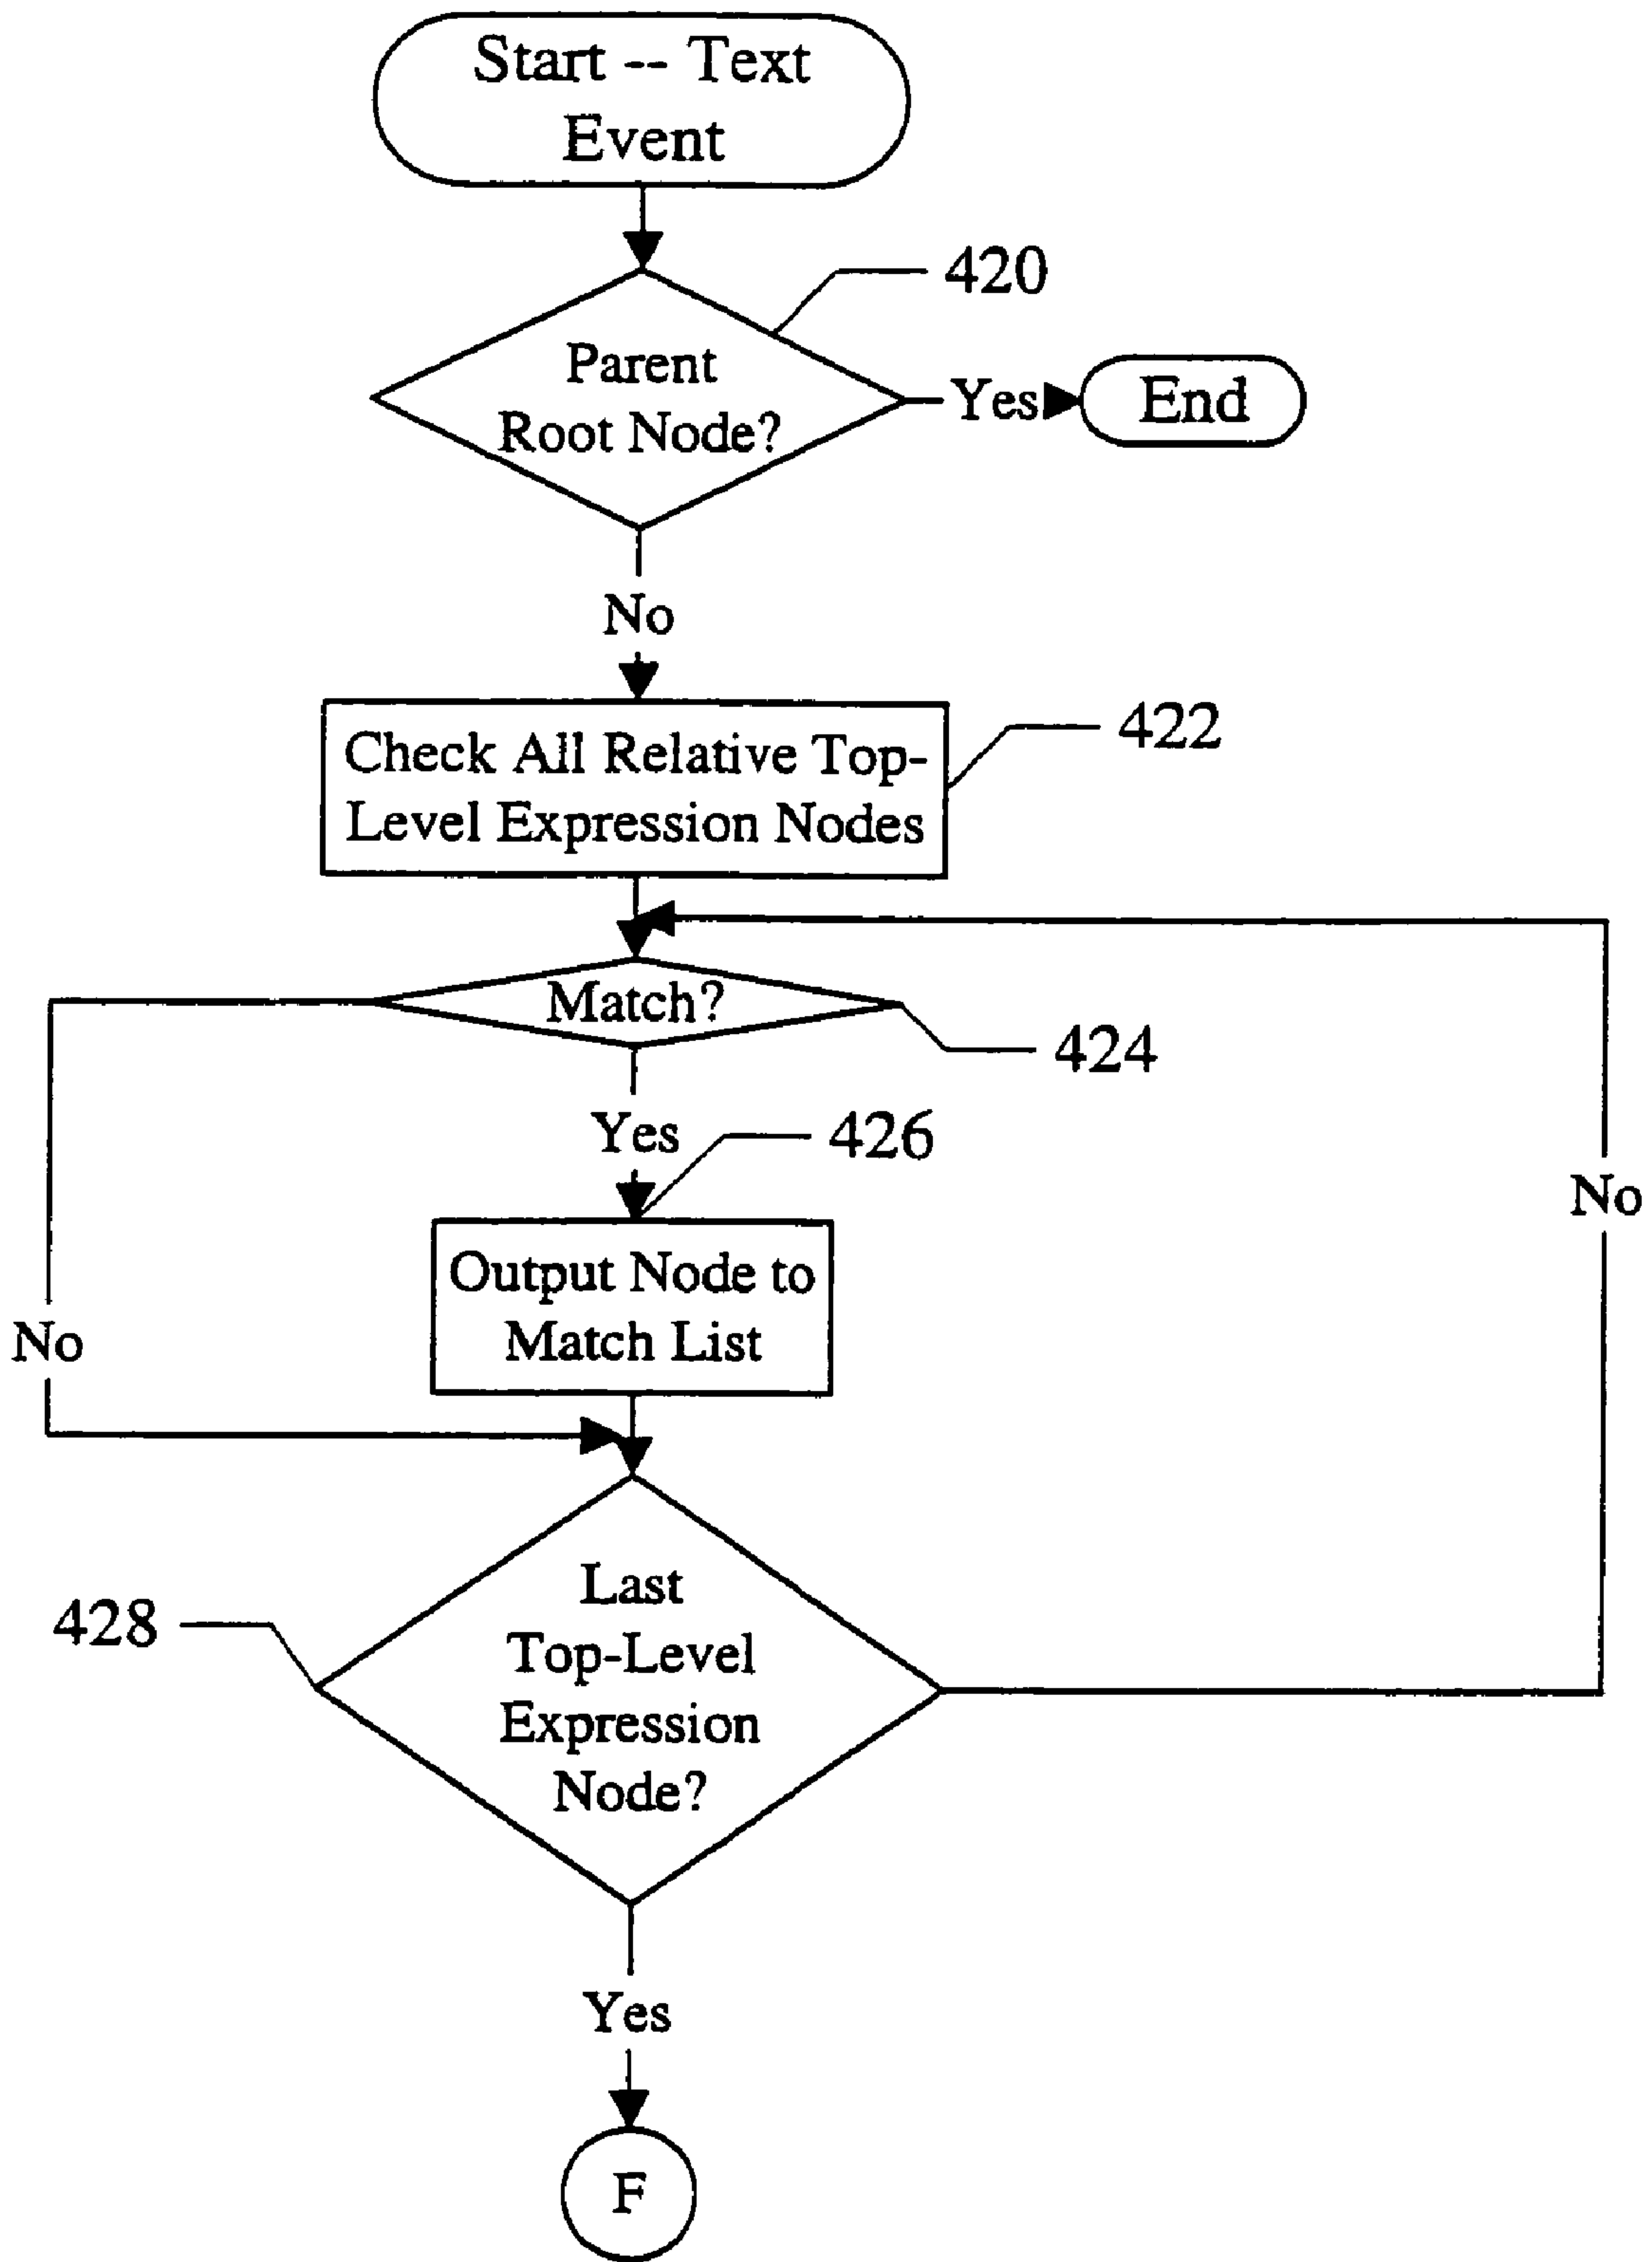 Start -- Text
Event
420
Parent
Root Node?
Yes
End
No
422
Check All Relative Top-
Level Expression Nodes
Match?
424
Yes
426
No
Output Node to
Match List
No
428
Last
Top-Level
Expression
Node?
Yes
F